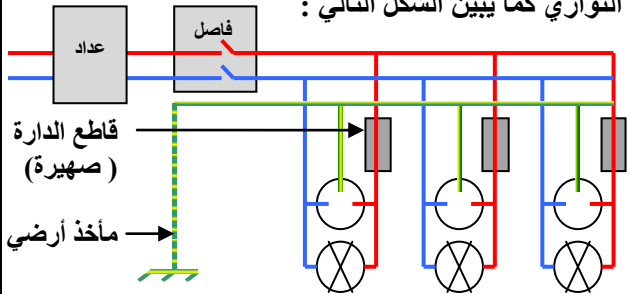 التوازي كما يبين الشكل التالي :
فاصل
عداد
قاطع الدارة
( صهيرة)
مأخذ أرضي